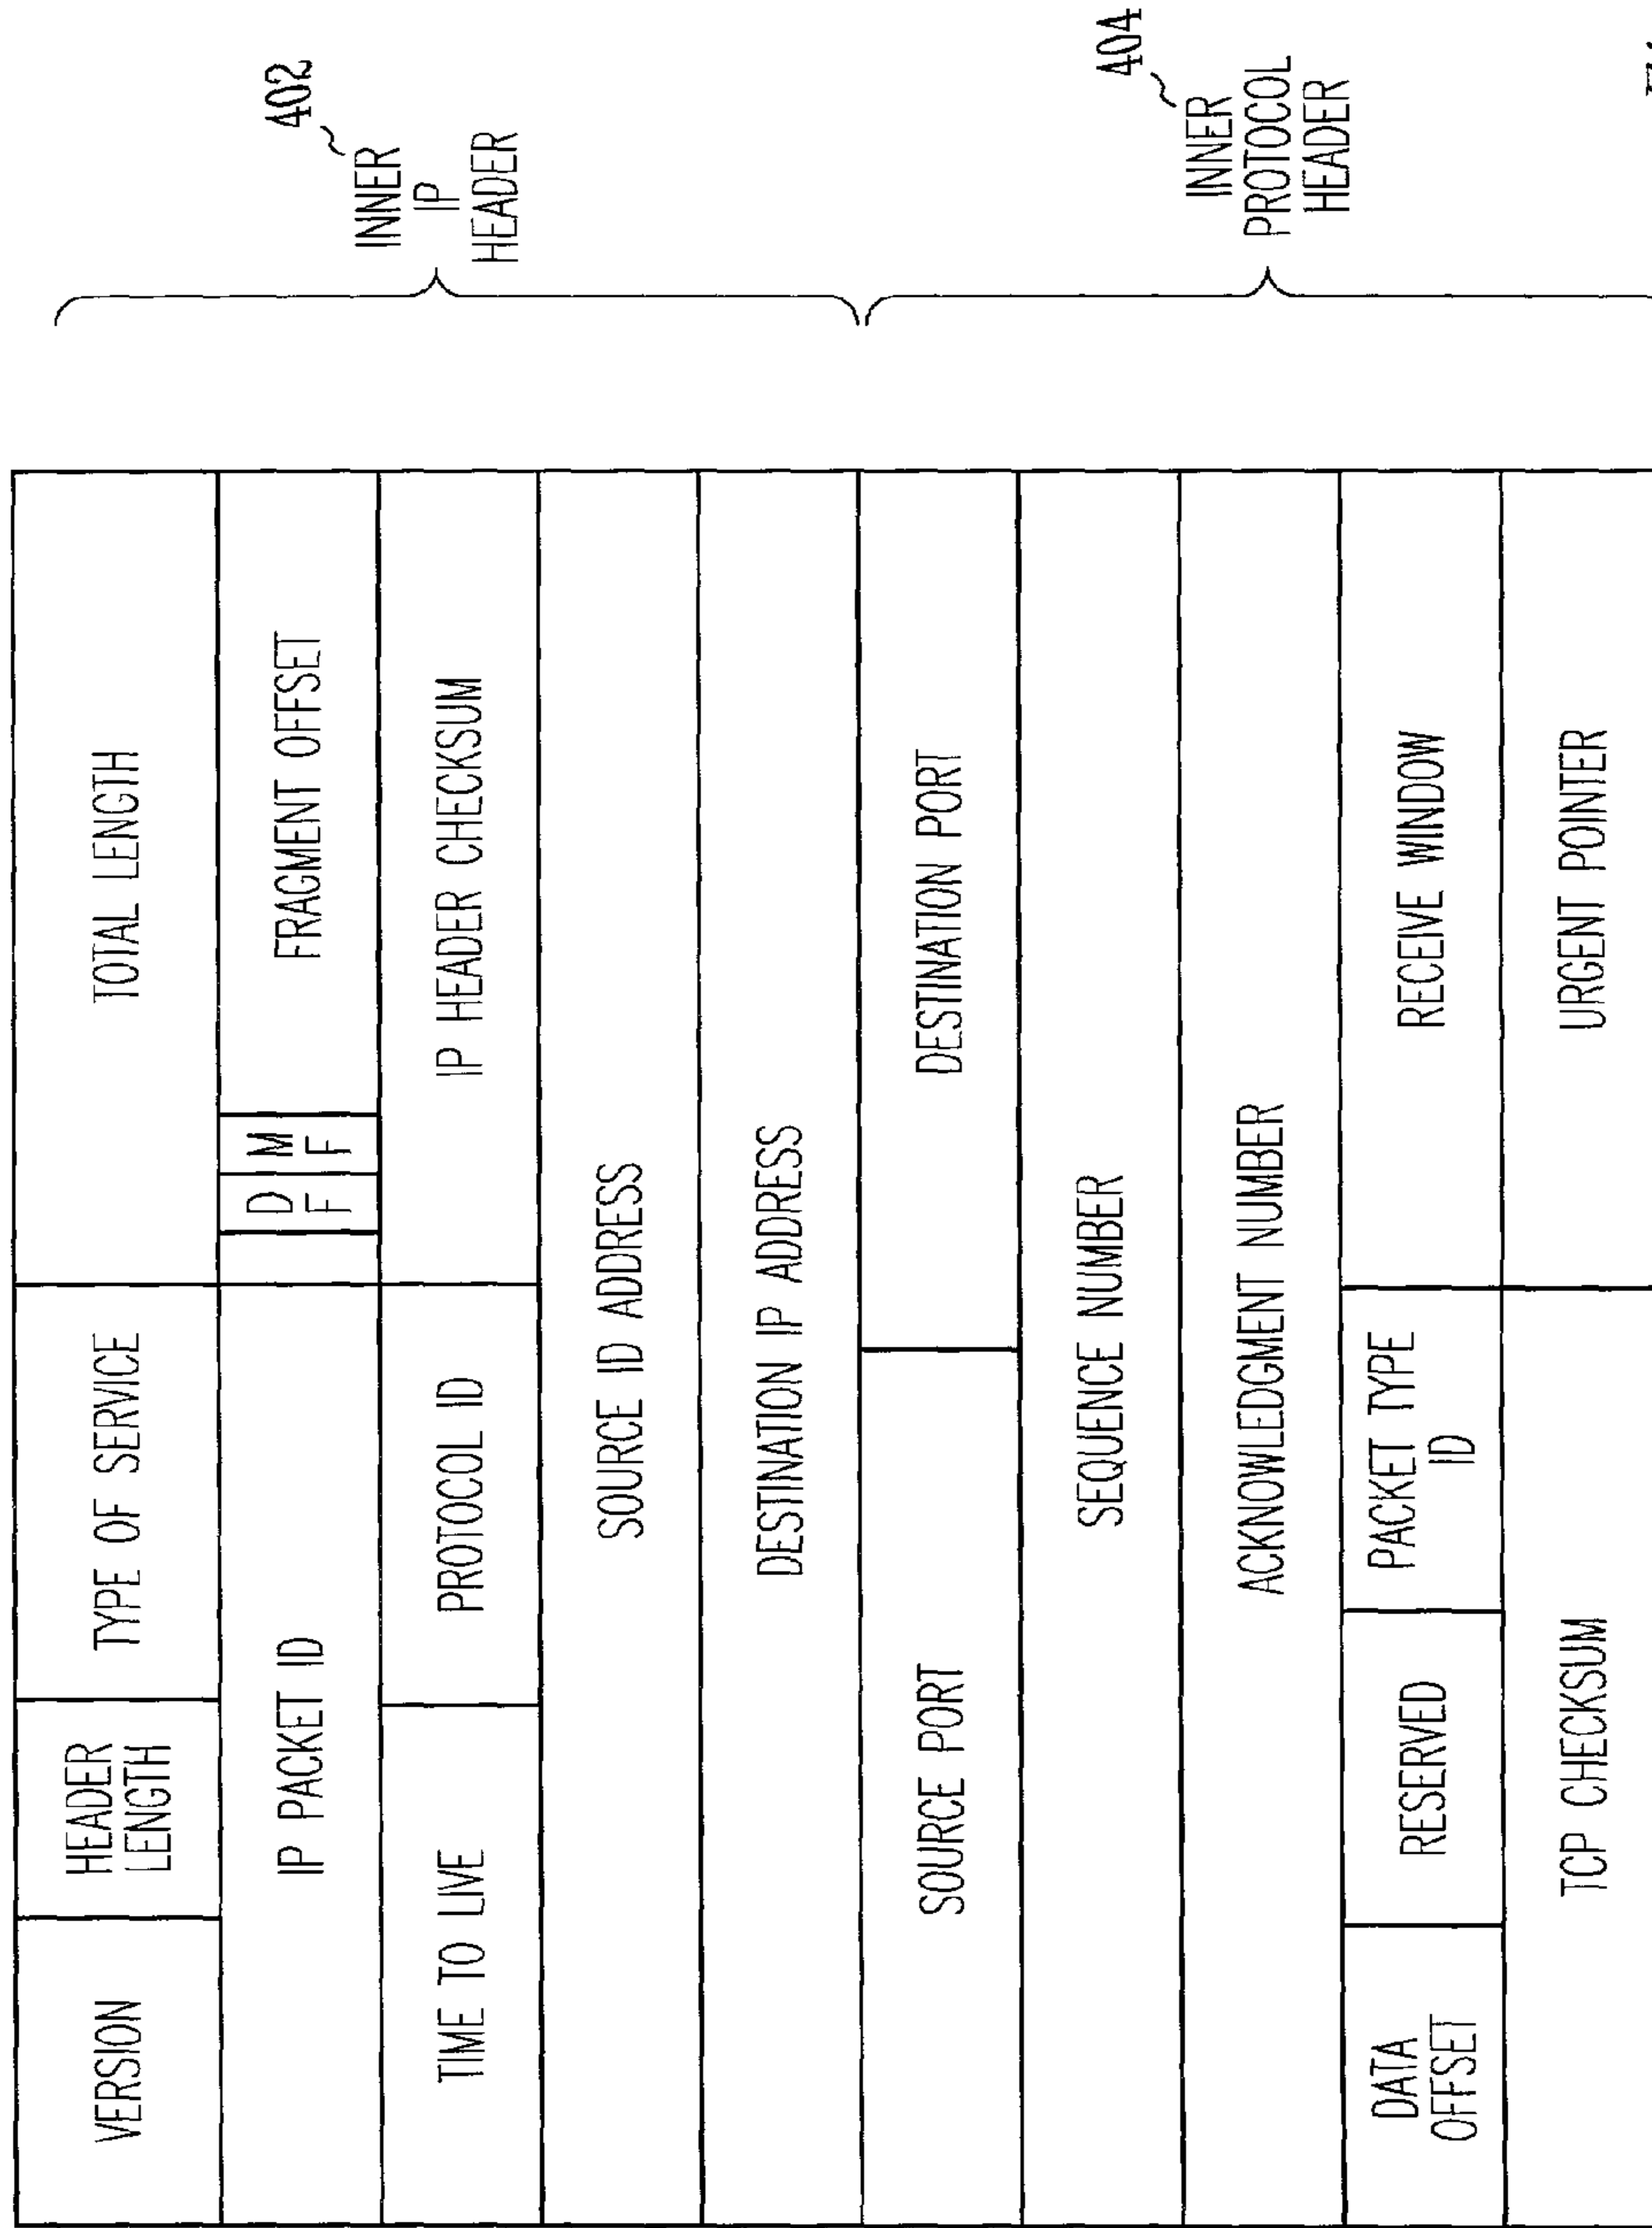 VERSION
HEADER
LENGTH
TYPE OF SERVICE
TOTAL LENGTH
IP PACKET ID
D
F
M
F
FRAGMENT OFFSET
TIME TO LIVE
PROTOCOL ID
IP HEADER CHECKSUM
SOURCE ID ADDRESS
DESTINATION IP ADDRESS
402
INNER
IP
HEADER
SOURCE PORT
DESTINATION PORT
SEQUENCE NUMBER
ACKNOWLEDGMENT NUMBER
DATA
OFFSET
RESERVED
PACKET TYPE
ID
RECEIVE WINDOW
TCP CHECKSUM
URGENT POINTER
404
INNER
PROTOCOL
HEADER